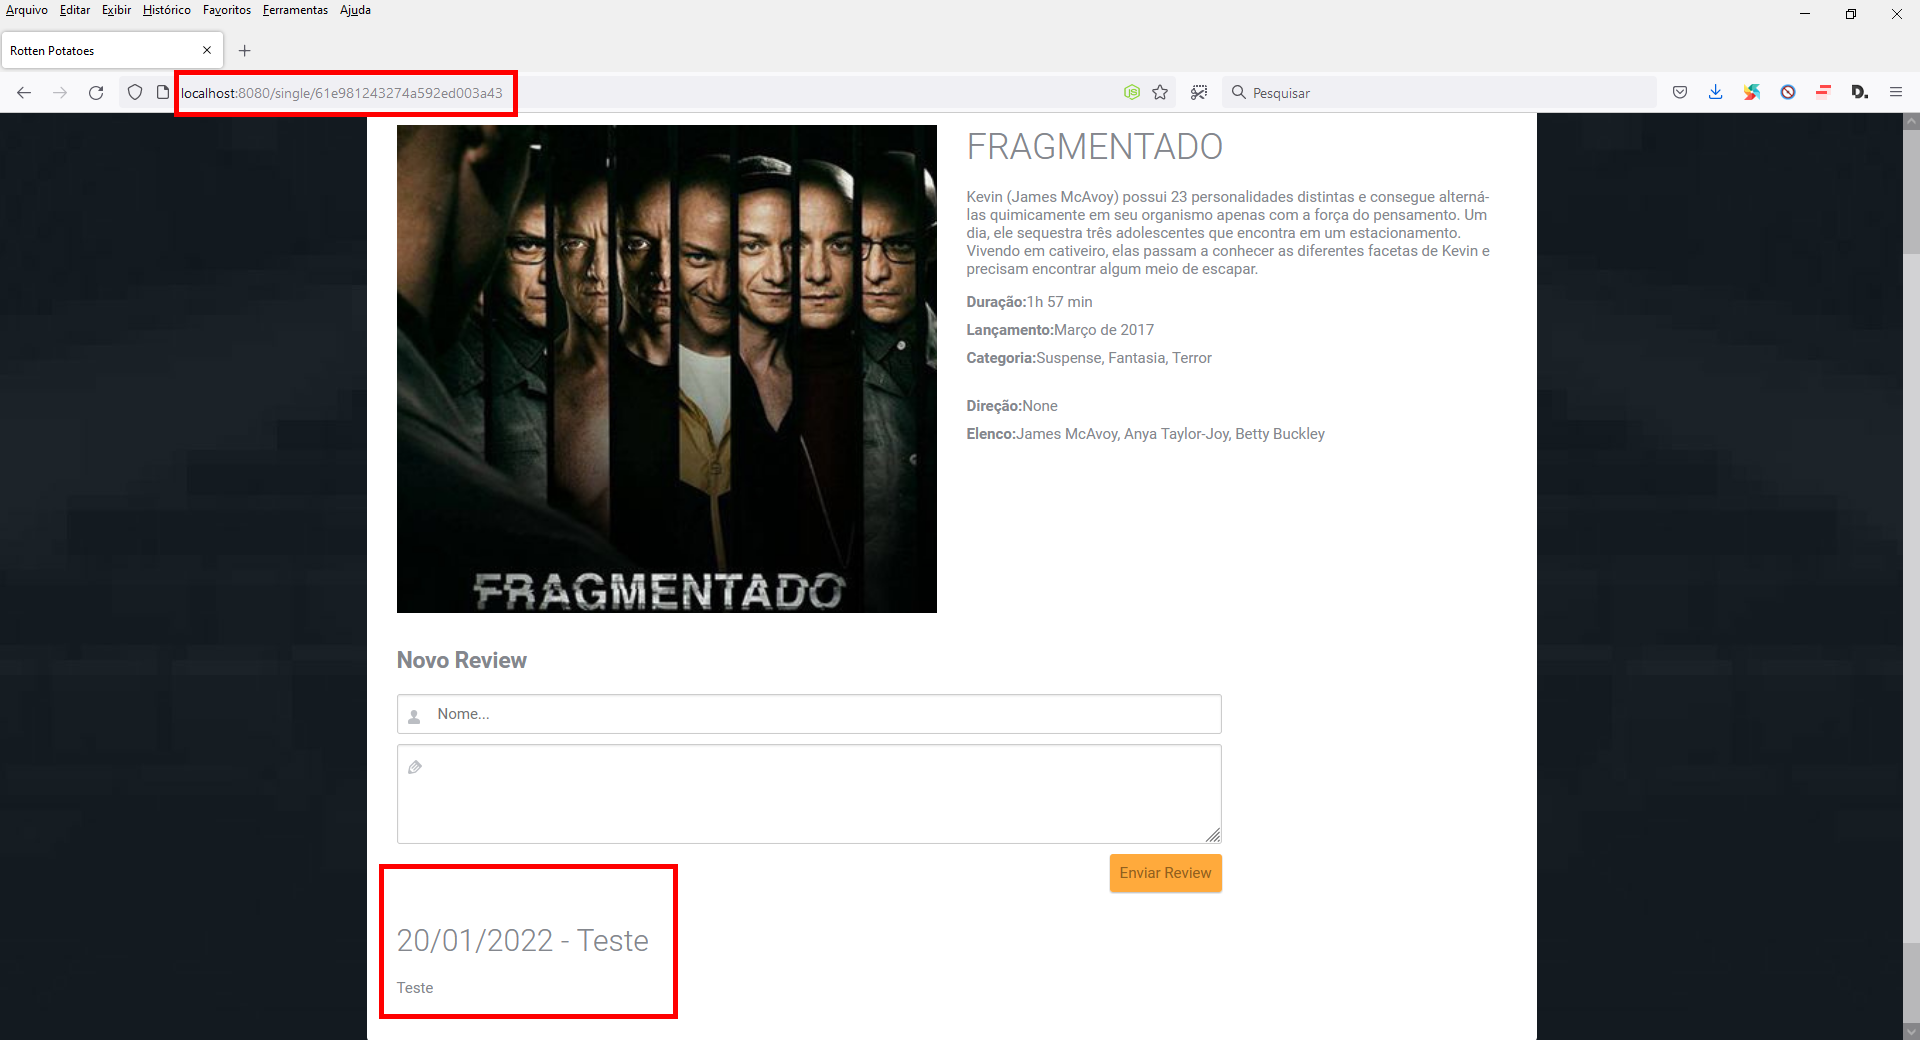 Arquivo Editar Exibir Histórico Favoritos Ferramentas Ajuda
Rotten Potatoes
localhost:8080/single/61e981243274a592ed003a43
Pesquisar
FRAGMENTADO
Kevin (James McAvoy) possui 23 personalidades distintas e consegue alterná-
las quimicamente em seu organismo apenas com a força do pensamento. Um
dia, ele sequestra três adolescentes que encontra em um estacionamento.
Vivendo em cativeiro, elas passam a conhecer as diferentes facetas de Kevin e
precisam encontrar algum meio de escapar.
Duração:1h 57 min
Lançamento:Março de 2017
Categoria:Suspense, Fantasia, Terror
Direção:None
Elenco:James McAvoy, Anya Taylor-Joy, Betty Buckley
FRAGMENTADO
Novo Review
Nome...
Enviar Review
20/01/2022 - Teste
Teste